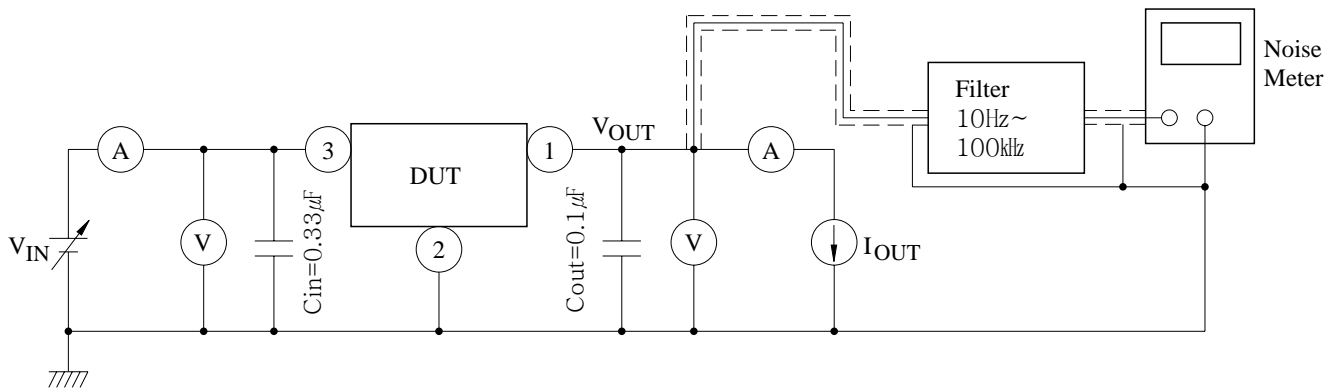 Noise
Meter
Filter
10Hz~
100kHz
VOUT
A
3
1
A
DUT
VIN
V
Cin=0.33μF
2
Cout=0.1μF
V
IOUT